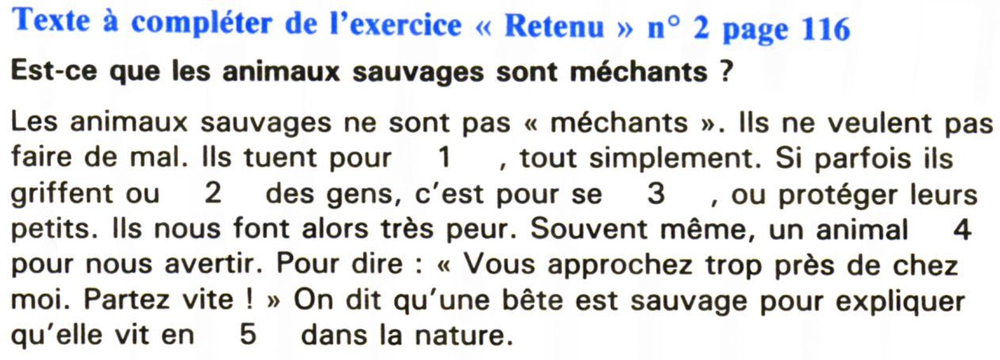 Texte à compléter de l'exercice « Retenu » n° 2 page 116
Est-ce que les animaux sauvages sont méchants ?
Les animaux sauvages ne sont pas « méchants ». Ils ne veulent pas
faire de mal. Ils tuent pour 1 , tout simplement. Si parfois ils
griffent ou 2 des gens, c'est pour se 3 , ou protéger leurs
petits. Ils nous font alors très peur. Souvent même, un animal 4
pour nous avertir. Pour dire : « Vous approchez trop près de chez
moi. Partez vite ! » On dit qu'une bête est sauvage pour expliquer
qu'elle vit en 5 dans la nature.